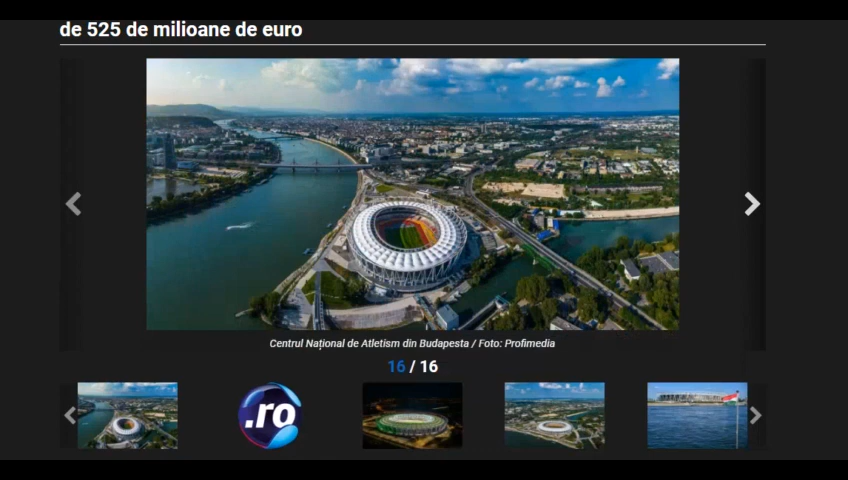 de 525 de milioane de euro
Centrul Național de Atletism din Budapesta / Foto: Profimedia
16 / 16
.ro